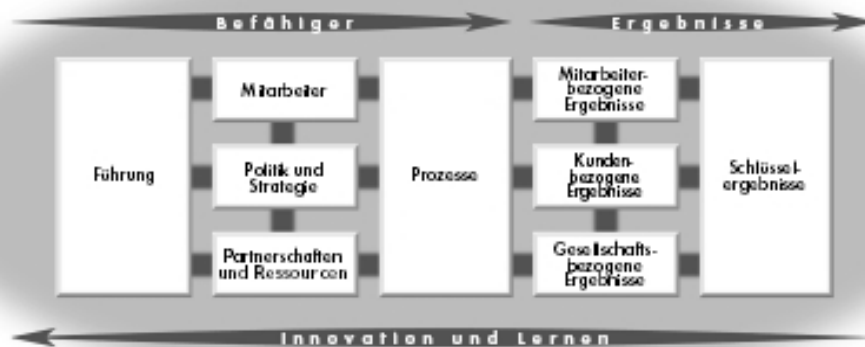 Befähiger
Ergebnisse
Führung
Mitarbeiter
Politik und
Strategie
Partnerschaften
und Ressourcen
Prozesse
Mitarbeiter-
bezogene
Ergebnisse
Kunden-
bezogene
Ergebnisse
Gesellschafts-
bezogene
Ergebnisse
Schlüssel-
ergebnisse
Innovation und Lernen